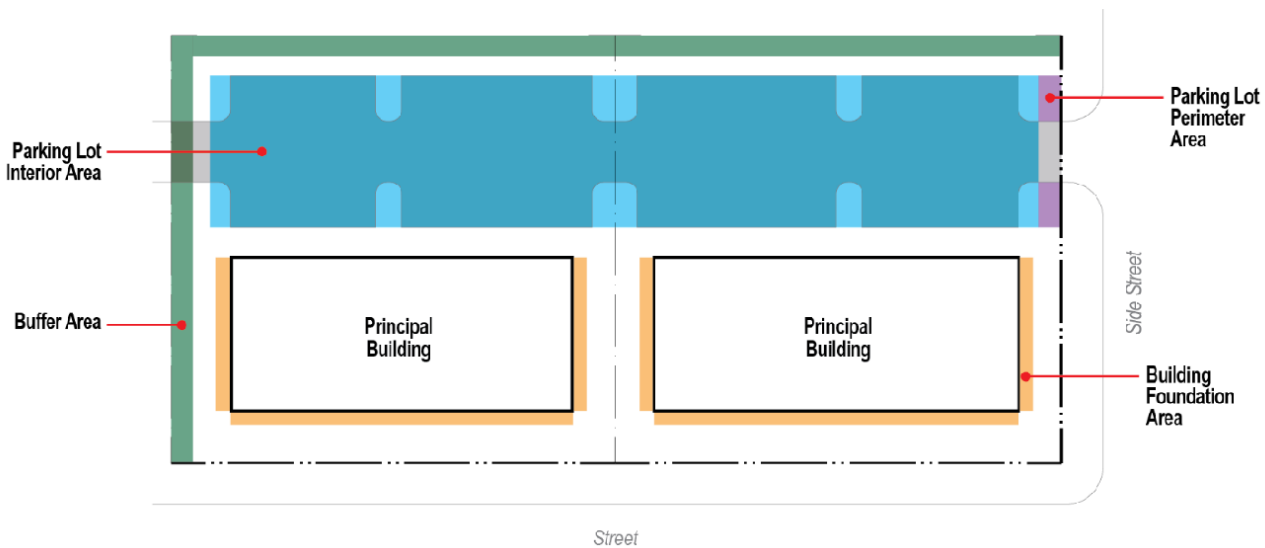 Parking Lot
Perimeter
Area
Parking Lot
Interior Area
Buffer Area
Principal
Building
Principal
Building
Side Street
Building
Foundation
Area
Street